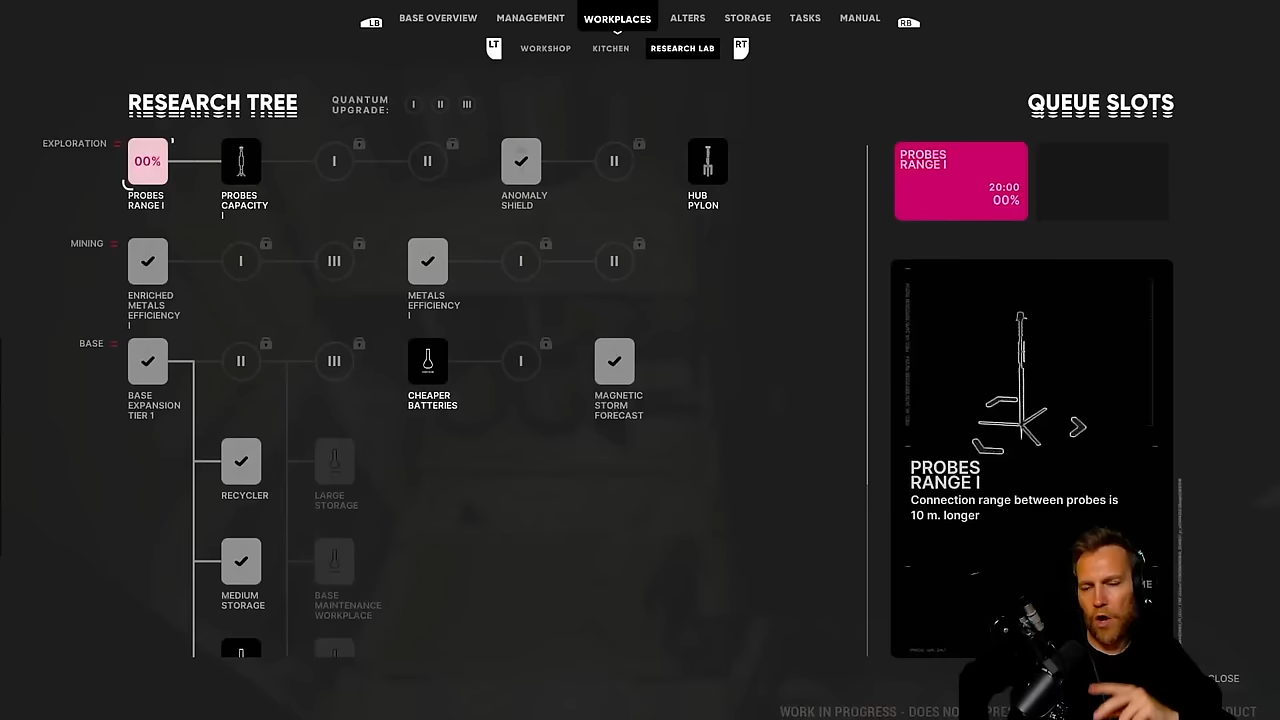 LB BASE OVERVIEW MANAGEMENT WORKPLACES ALTERS STORAGE TASKS MANUAL RB
LT WORKSHOP KITCHEN RESEARCH LAB RT
RESEARCH TREE
QUANTUM
UPGRADE:
I II III
QUEUE SLOTS
EXPLORATION
00%
I
II
II
PROBES
RANGE I
PROBES
CAPACITY
I
ANOMALY
SHIELD
HUB
PYLON
MINING
I
III
I
II
ENRICHED
METALS
EFFICIENCY
I
METALS
EFFICIENCY
I
BASE
II
III
I
BASE
EXPANSION
TIER 1
CHEAPER
BATTERIES
MAGNETIC
STORM
FORECAST
RECYCLER
LARGE
STORAGE
MEDIUM
STORAGE
BASE
MAINTENANCE
WORKPLACE
PROBES
RANGE I
20:00
00%
PROBES
RANGE I
Connection range between probes is
10 m. longer
CLOSE
WORK IN PROGRESS - DOES